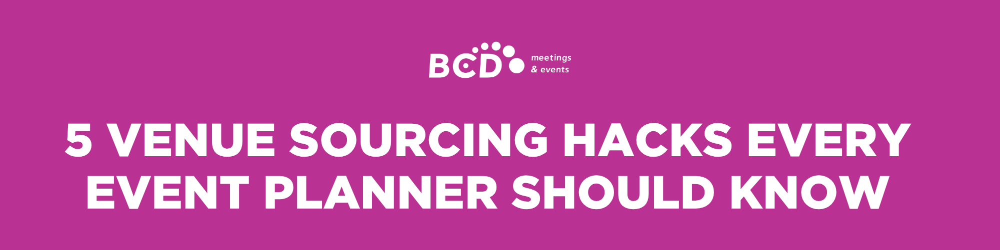 BCD meetings
& events
5 VENUE SOURCING HACKS EVERY
EVENT PLANNER SHOULD KNOW